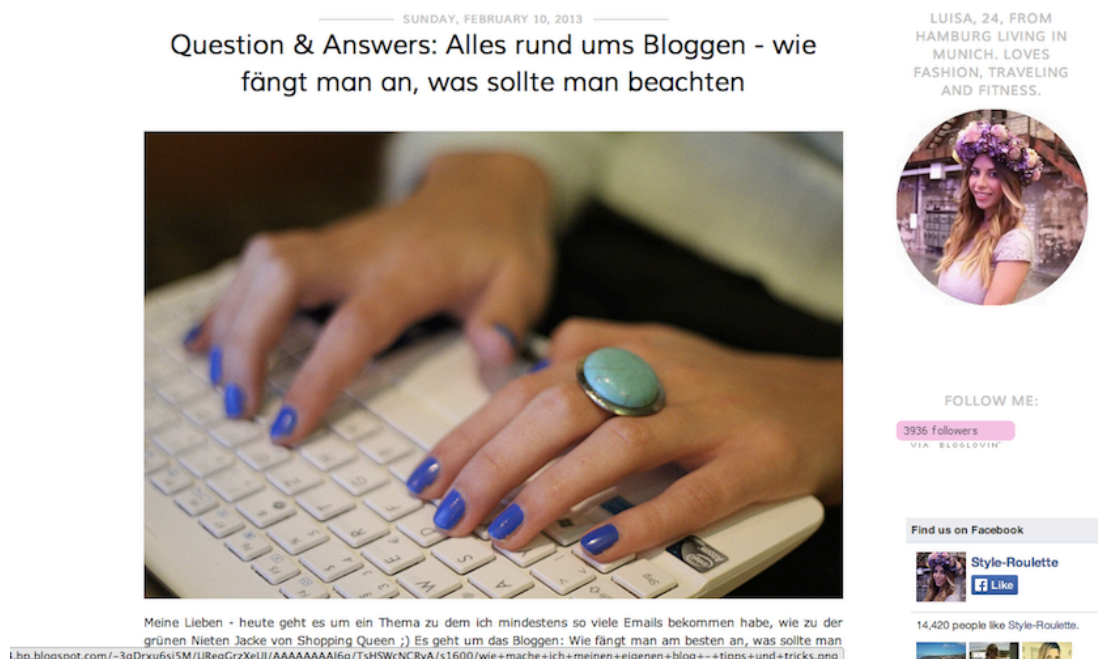 SUNDAY, FEBRUARY 10, 2013
Question & Answers: Alles rund ums Bloggen - wie
fängt man an, was sollte man beachten
Meine Lieben - heute geht es um ein Thema zu dem ich mindestens so viele Emails bekommen habe, wie zu der
grünen Nieten Jacke von Shopping Queen ;) Es geht um das Bloggen: Wie fängt man am besten an, was sollte man
LUISA, 24, FROM
HAMBURG LIVING IN
MUNICH. LOVES
FASHION, TRAVELING
AND FITNESS.
FOLLOW ME:
3936 followers
VIA BLOGLOVIN'
Find us on Facebook
Style-Roulette
Like
14,420 people like Style-Roulette.